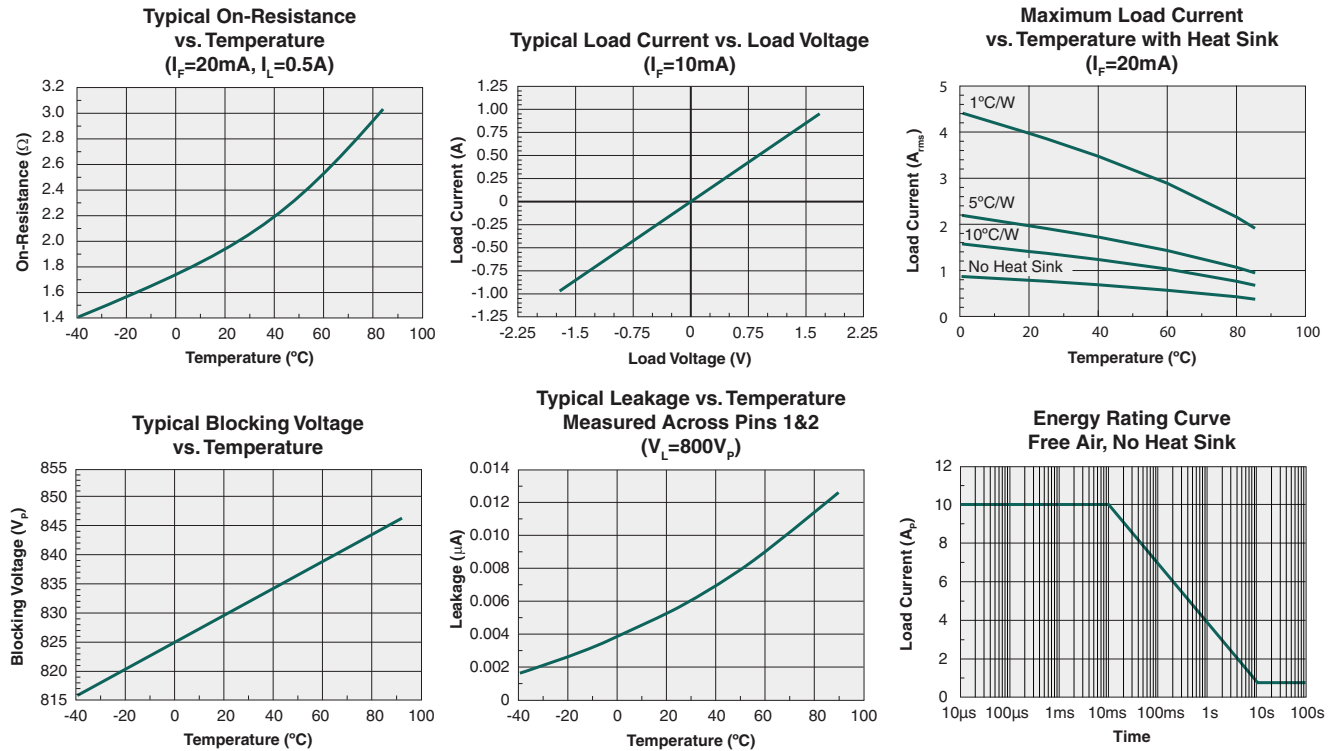 Typical On-Resistance
vs. Temperature
(I_F=20mA, I_L=0.5A)
3.2
3.0
2.8
2.6
2.4
2.2
2.0
1.8
1.6
1.4
On-Resistance (Ω)
-40 -20 0 20 40 60 80 100
Temperature (ºC)
Typical Load Current vs. Load Voltage
(I_F=10mA)
1.25
1.00
0.75
0.50
0.25
0
-0.25
-0.50
-0.75
-1.00
-1.25
Load Current (A)
-2.25 -1.5 -0.75 0 0.75 1.5 2.25
Load Voltage (V)
Maximum Load Current
vs. Temperature with Heat Sink
(I_F=20mA)
5
4
3
2
1
0
Load Current (A_rms)
1ºC/W
5ºC/W
10ºC/W
No Heat Sink
0 20 40 60 80 100
Temperature (ºC)
Typical Blocking Voltage
vs. Temperature
855
850
845
840
835
830
825
820
815
Blocking Voltage (V_P)
-40 -20 0 20 40 60 80 100
Temperature (ºC)
Typical Leakage vs. Temperature
Measured Across Pins 1&2
(V_L=800V_P)
0.014
0.012
0.010
0.008
0.006
0.004
0.002
0
Leakage (μA)
-40 -20 0 20 40 60 80 100
Temperature (ºC)
Energy Rating Curve
Free Air, No Heat Sink
12
10
8
6
4
2
0
Load Current (A_P)
10μs 100μs 1ms 10ms 100ms 1s 10s 100s
Time